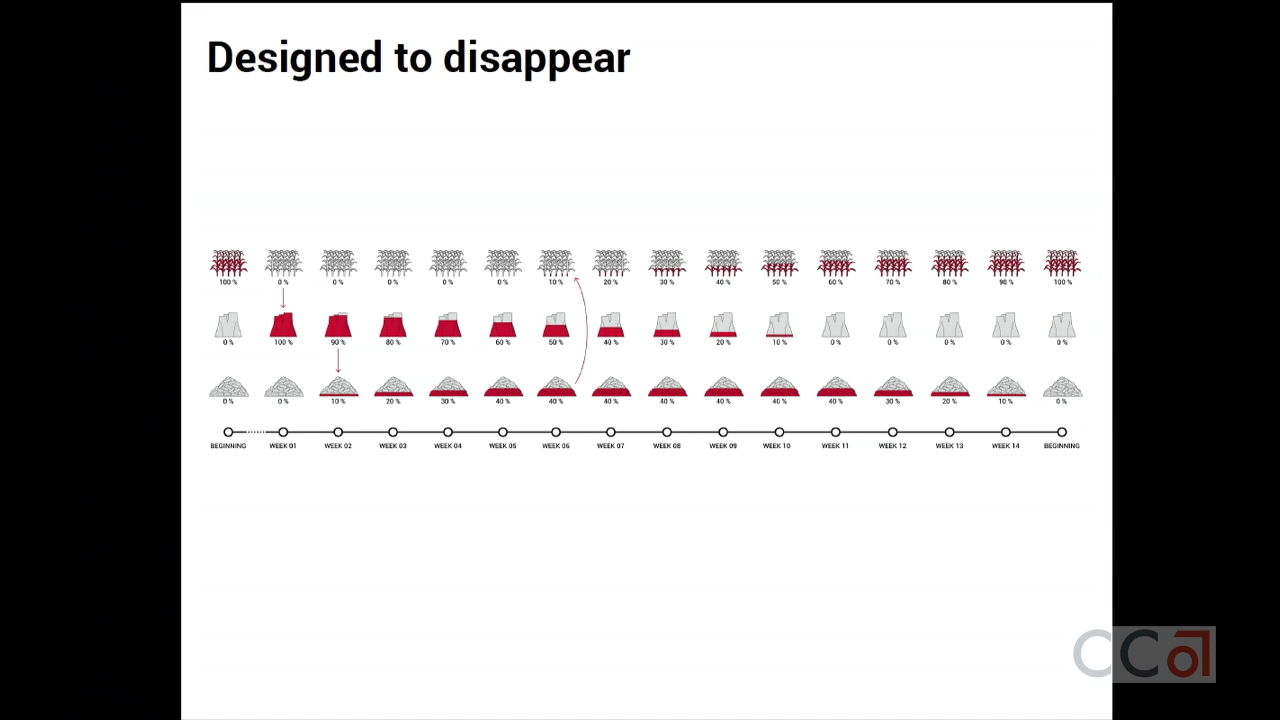 Designed to disappear
100 % 0 % 0 % 0 % 0 % 0 % 10 % 20 % 30 % 40 % 50 % 60 % 70 % 80 % 90 % 100 %
0 % 100 % 90 % 80 % 70 % 60 % 50 % 40 % 30 % 20 % 10 % 0 % 0 % 0 % 0 % 0 %
0 % 0 % 10 % 20 % 30 % 40 % 40 % 40 % 40 % 40 % 40 % 40 % 30 % 20 % 10 % 0 %
BEGINNING WEEK 01 WEEK 02 WEEK 03 WEEK 04 WEEK 05 WEEK 06 WEEK 07 WEEK 08 WEEK 09 WEEK 10 WEEK 11 WEEK 12 WEEK 13 WEEK 14 BEGINNING
CCA